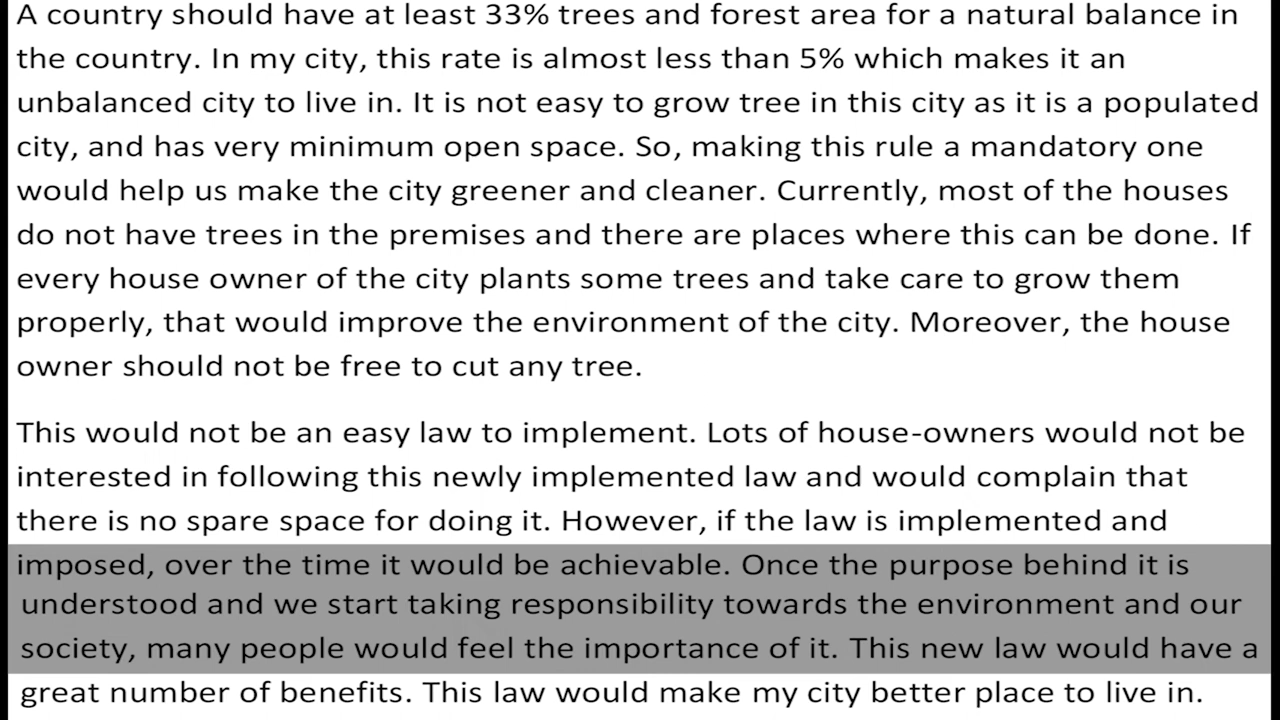 A country should have at least 33% trees and forest area for a natural balance in
the country. In my city, this rate is almost less than 5% which makes it an
unbalanced city to live in. It is not easy to grow tree in this city as it is a populated
city, and has very minimum open space. So, making this rule a mandatory one
would help us make the city greener and cleaner. Currently, most of the houses
do not have trees in the premises and there are places where this can be done. If
every house owner of the city plants some trees and take care to grow them
properly, that would improve the environment of the city. Moreover, the house
owner should not be free to cut any tree.
This would not be an easy law to implement. Lots of house-owners would not be
interested in following this newly implemented law and would complain that
there is no spare space for doing it. However, if the law is implemented and
imposed, over the time it would be achievable. Once the purpose behind it is
understood and we start taking responsibility towards the environment and our
society, many people would feel the importance of it. This new law would have a
great number of benefits. This law would make my city better place to live in.